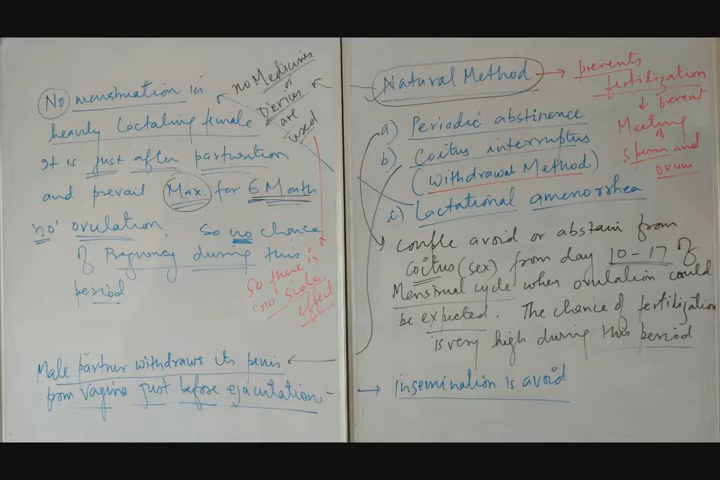 No menstruation in
heavily Lactating female
It is just after parturition
and prevail Max. for 6 Month
'no' ovulation. So no chance
of Pregnancy during this
period
no Medicines
or
Devices
are
used
So there is
'no' side
effect
Male partner withdraws its penis
from vagina just before ejaculation
Natural Method → prevents
fertilization
↓ prevent
Meeting
of
sperm and
ovum
a) Periodic abstinence
b) Coitus interruptus
(withdrawal Method)
c) Lactational amenorrhea
Couple avoid or abstain from
Coitus (sex) from day 10-17 of
Menstrual cycle when ovulation could
be expected. The chance of fertilization
is very high during this period
→ insemination is avoid